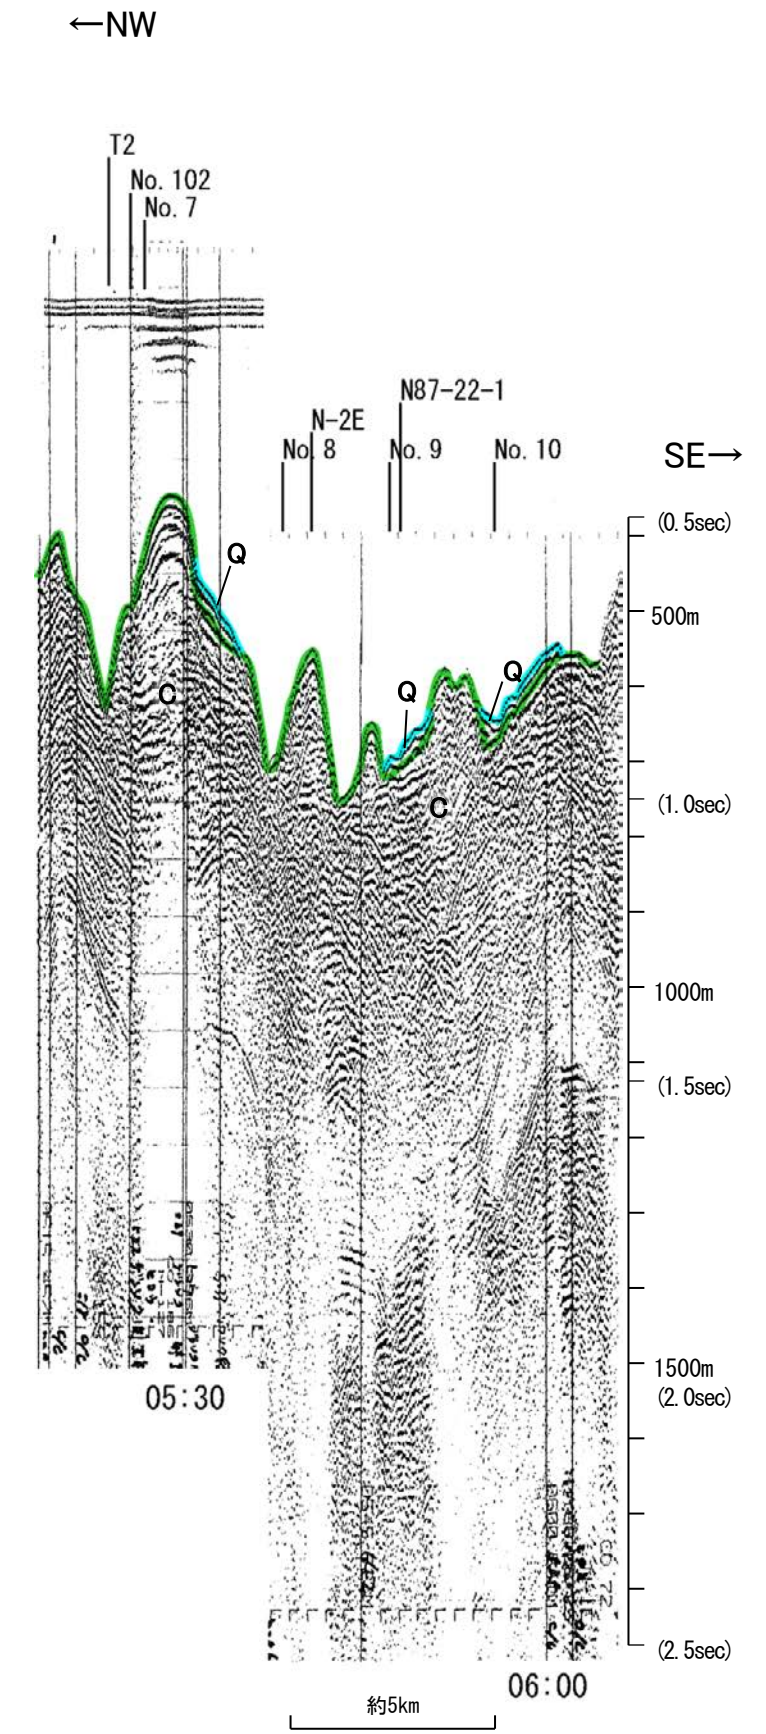 ←NW
T2
No. 102
No. 7
N87-22-1
N-2E
No. 8
No. 9
No. 10
SE→
(0.5sec)
Q
500m
Q
Q
C
(1.0sec)
C
1000m
(1.5sec)
1500m
05:30
(2.0sec)
(2.5sec)
06:00
約5km